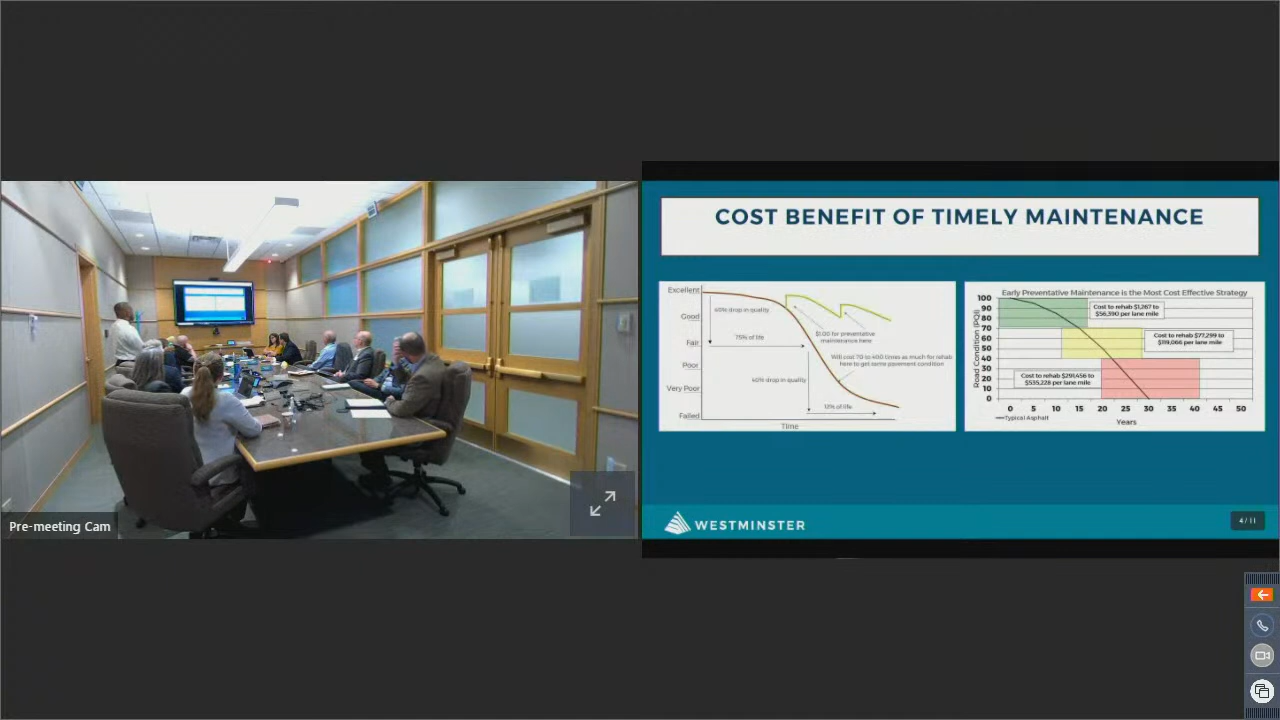 COST BENEFIT OF TIMELY MAINTENANCE
Excellent
Good
Fair
Poor
Very Poor
Failed
40% drop in quality
75% of life
$1.00 for preventative
maintenance here
Will cost 70 to 400 times as much for rehab
here to get same pavement condition
40% drop in quality
12% of life
Time
Early Preventative Maintenance is the Most Cost Effective Strategy
Road Condition (PQI)
100
90
80
70
60
50
40
30
20
10
0
Cost to rehab $1,267 to
$56,390 per lane mile
Cost to rehab $77,299 to
$119,066 per lane mile
Cost to rehab $291,456 to
$535,228 per lane mile
0 5 10 15 20 25 30 35 40 45 50
Typical Asphalt
Years
WESTMINSTER
4/11
Pre-meeting Cam